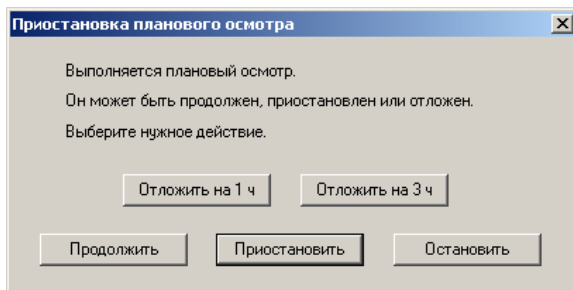 Приостановка планового осмотра
Выполняется плановый осмотр.
Он может быть продолжен, приостановлен или отложен.
Выберите нужное действие.
Отложить на 1 ч Отложить на 3 ч
Продолжить Приостановить Остановить